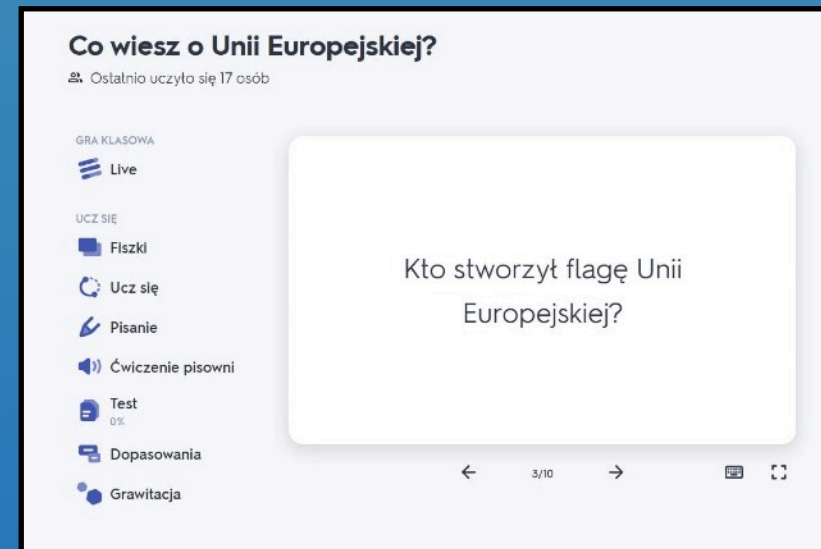 Co wiesz o Unii Europejskiej?
Ostatnio uczyło się 17 osób
GRA KLASOWA
Live
UCZ SIĘ
Fiszki
Ucz się
Pisanie
Ćwiczenie pisowni
Test
0%
Dopasowania
Grawitacja
Kto stworzył flagę Unii
Europejskiej?
3/10